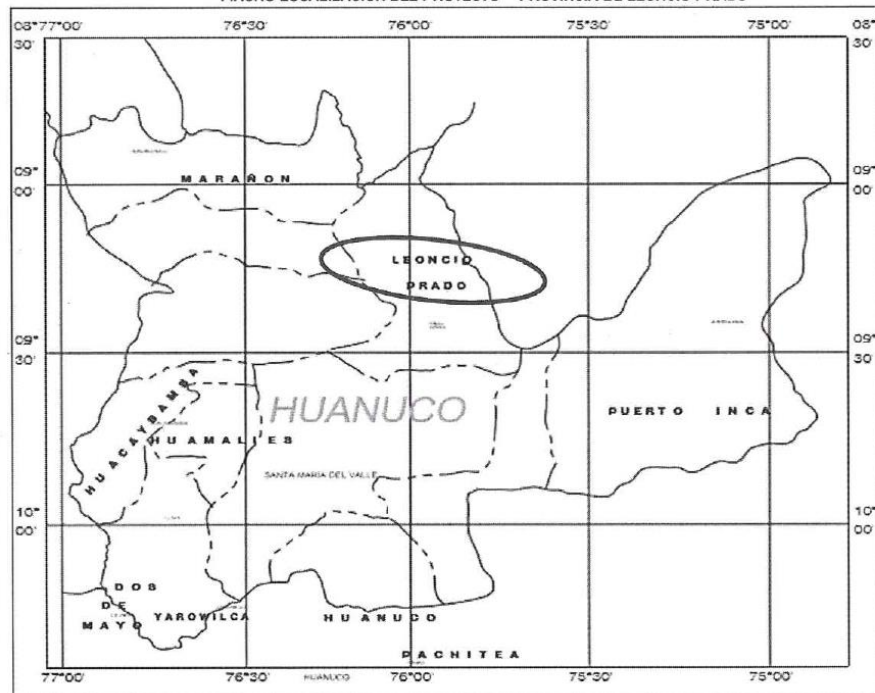 08°77°00' 76°30' 76°00' 75°30' 75°00' 08°
30' 30'
09° 09°
00' 00'
MARAÑON
LEONCIO
PRADO
09° 09°
30' 30'
HUANUCO
PUERTO INCA
HUACAYBAMBA
HUAMALIES
SANTA MARIA DEL VALLE
10° 10°
00' 00'
DOS
DE
MAYO
YAROWILCA
HUANUCO
PACHITEA
77°00' 76°30' 76°00' 75°30' 75°00'
HUANUCO